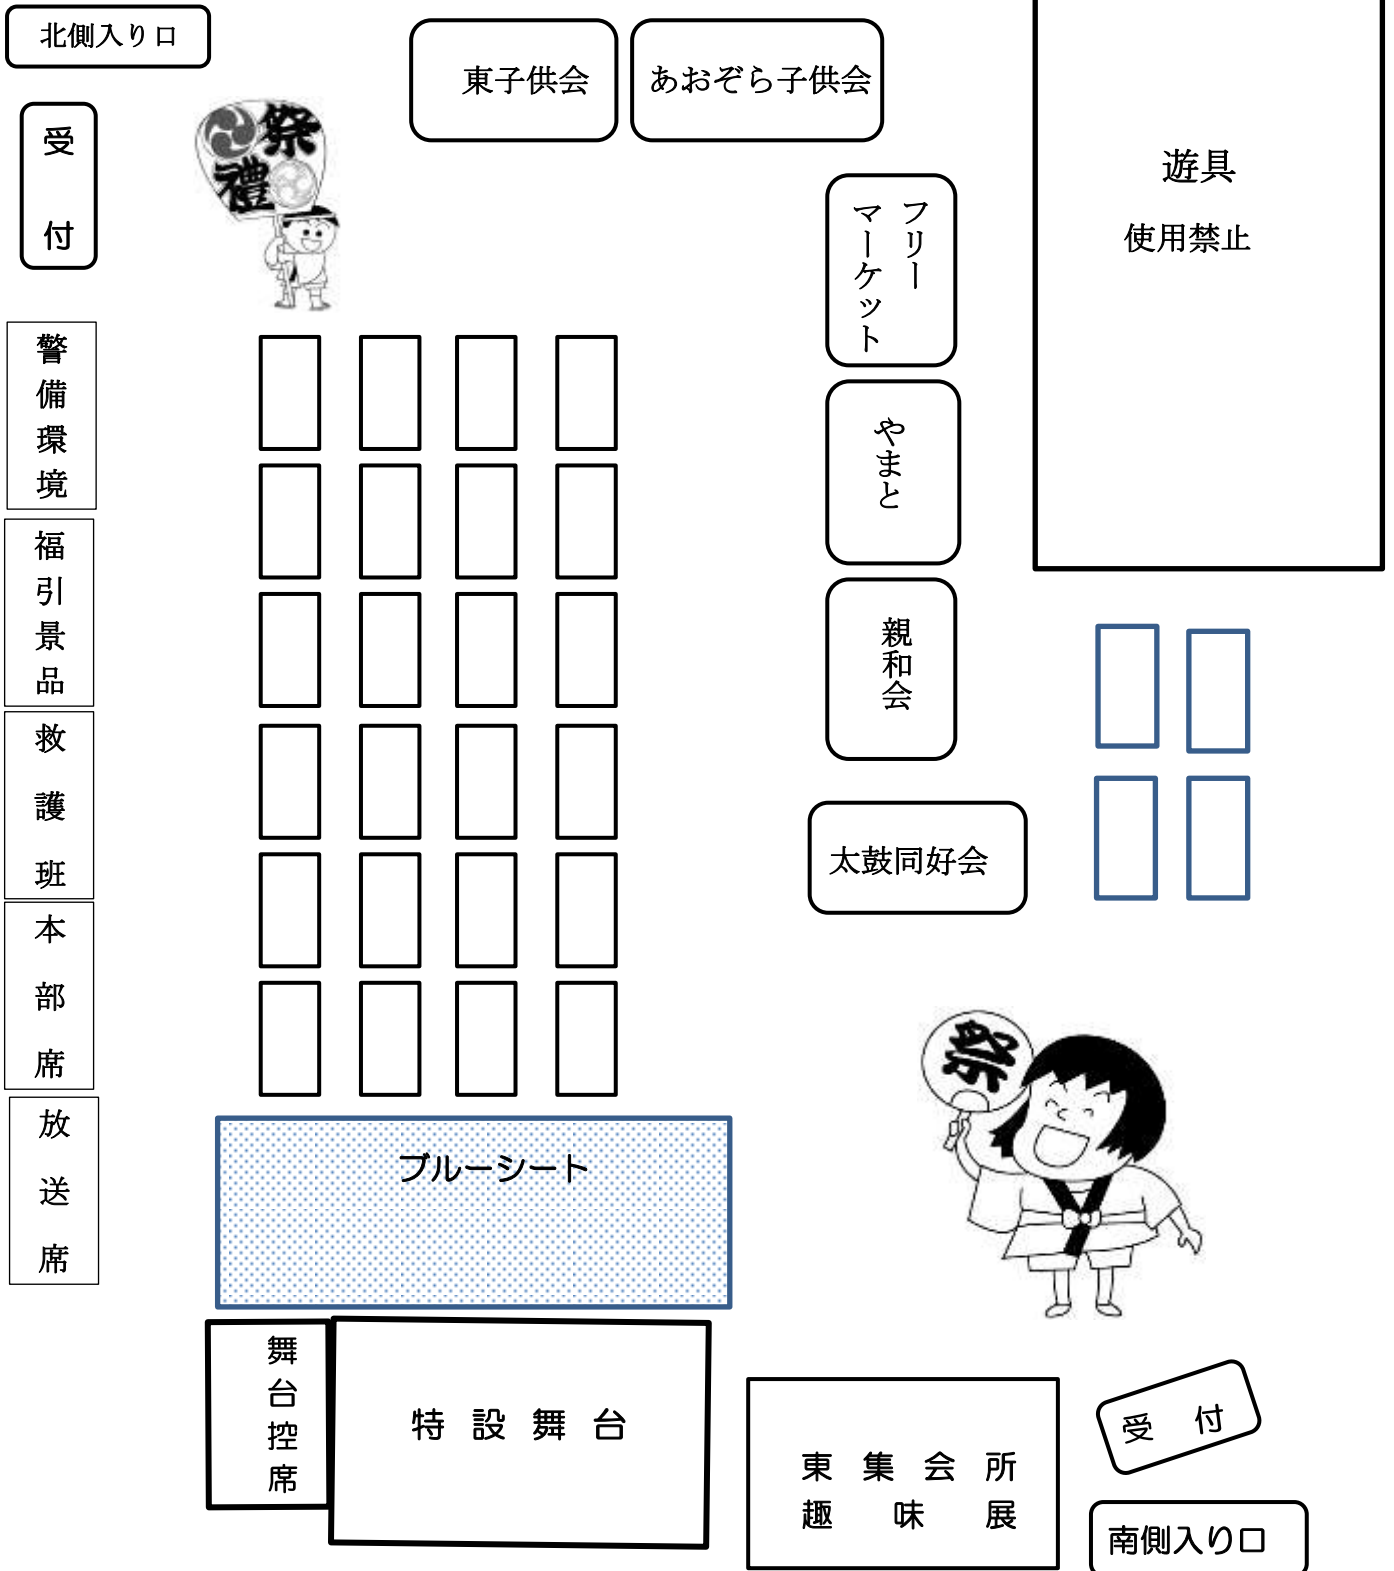 北側入り口
東子供会
あおぞら子供会
受付
祭
禮
遊具
使用禁止
フリー
マーケット
やまと
親和会
太鼓同好会
警備環境
福引景品
救護班
本部席
放送席
祭
ブルーシート
舞台控席
特設舞台
東集会所
趣味展
受付
南側入り口